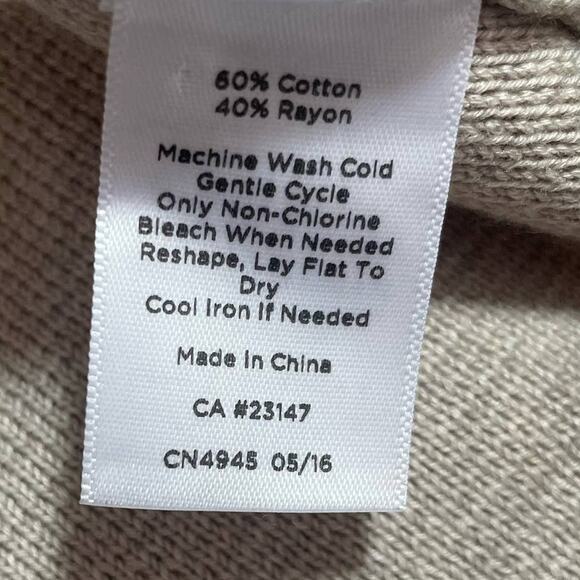 60% Cotton
40% Rayon
Machine Wash Cold
Gentle Cycle
Only Non-Chlorine
Bleach When Needed
Reshape, Lay Flat To
Dry
Cool Iron If Needed
Made In China
CA #23147
CN4945 05/16